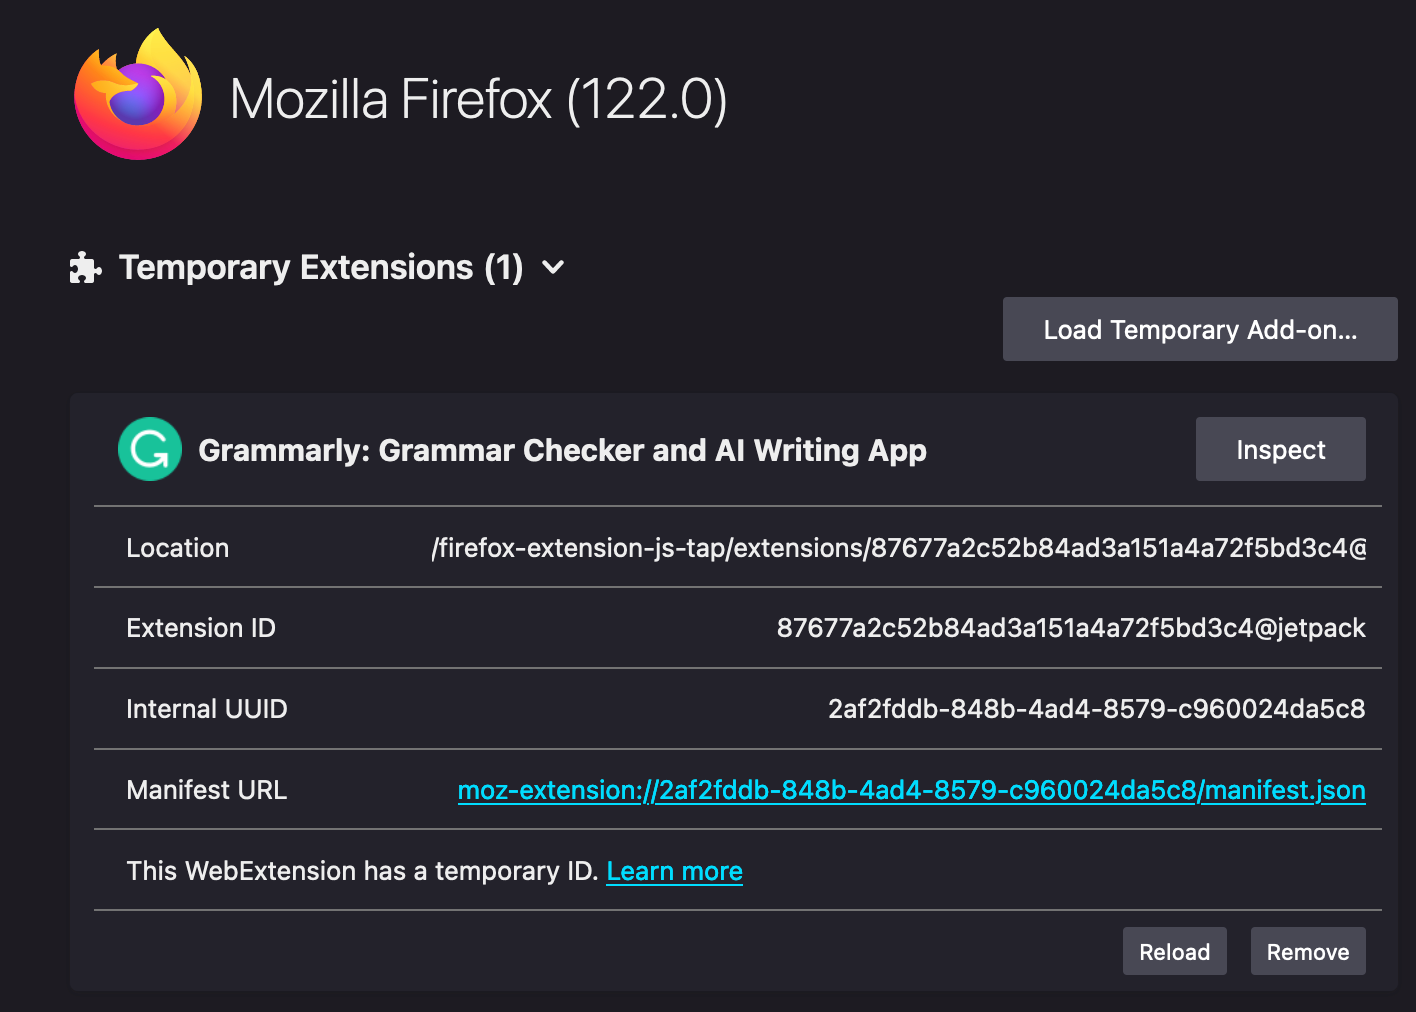 Mozilla Firefox (122.0)
Temporary Extensions (1)
Load Temporary Add-on...
Grammarly: Grammar Checker and AI Writing App
Inspect
Location /firefox-extension-js-tap/extensions/87677a2c52b84ad3a151a4a72f5bd3c4@
Extension ID 87677a2c52b84ad3a151a4a72f5bd3c4@jetpack
Internal UUID 2af2fddb-848b-4ad4-8579-c960024da5c8
Manifest URL moz-extension://2af2fddb-848b-4ad4-8579-c960024da5c8/manifest.json
This WebExtension has a temporary ID. Learn more
Reload Remove